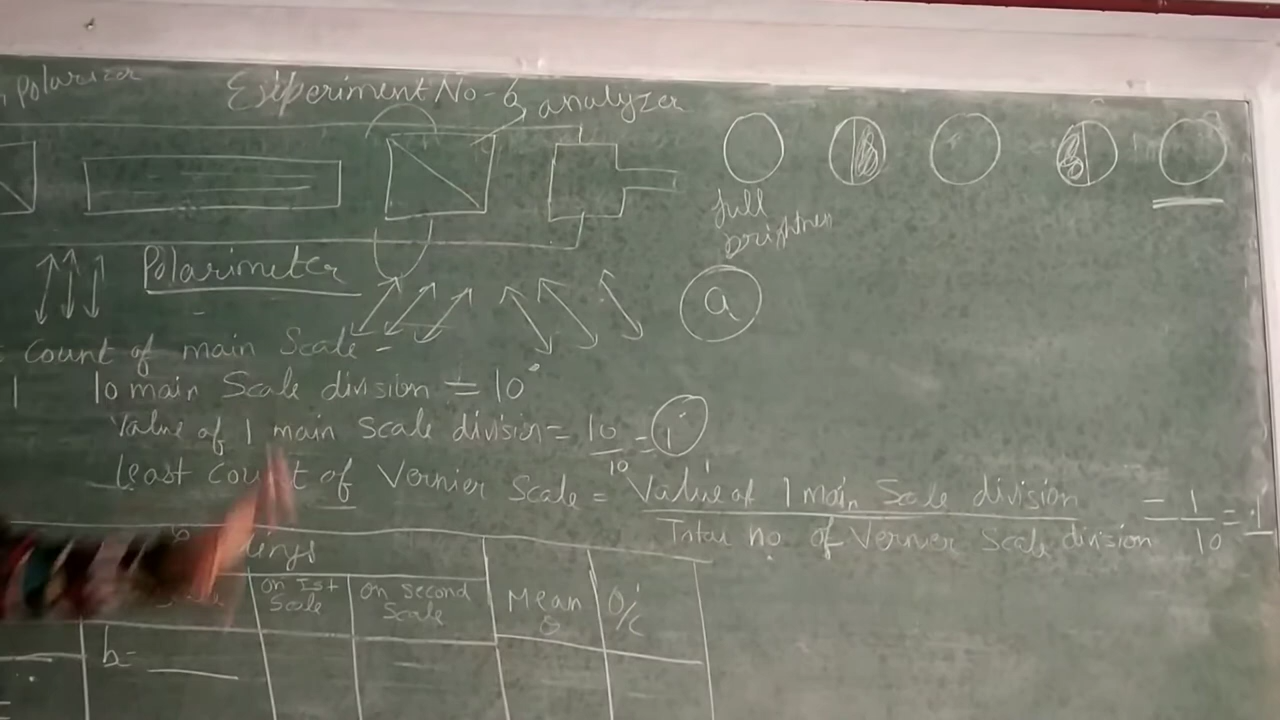 Polarizer
Experiment No-6
analyzer
full
brightness
Polarimeter
a
Count of main Scale-
10 main Scale division = 10°
Value of 1 main Scale division = 10/10 = 1°
Least Count of Vernier Scale = Value of 1 main Scale division / Total no. of Vernier Scale division = 1/10 = .1
on Ist Scale
on Second Scale
Mean θ
θ/c
b=